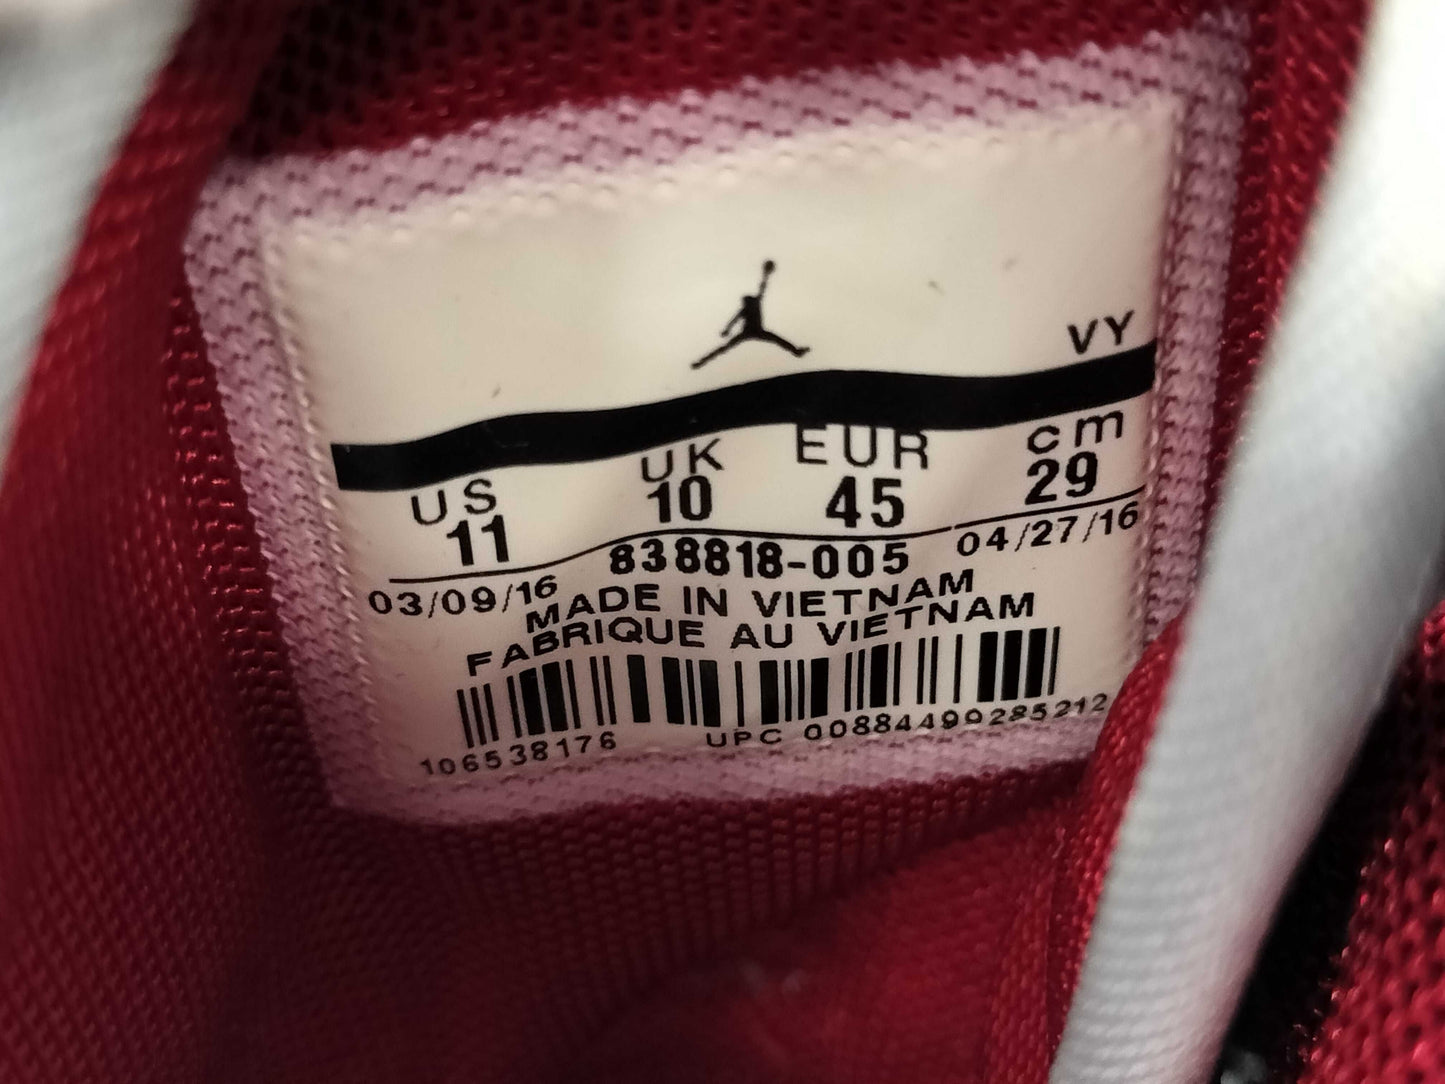 VY
US UK EUR cm
11 10 45 29
03/09/16 838818-005 04/27/16
MADE IN VIETNAM
FABRIQUE AU VIETNAM
106538176 UPC 00884499285212